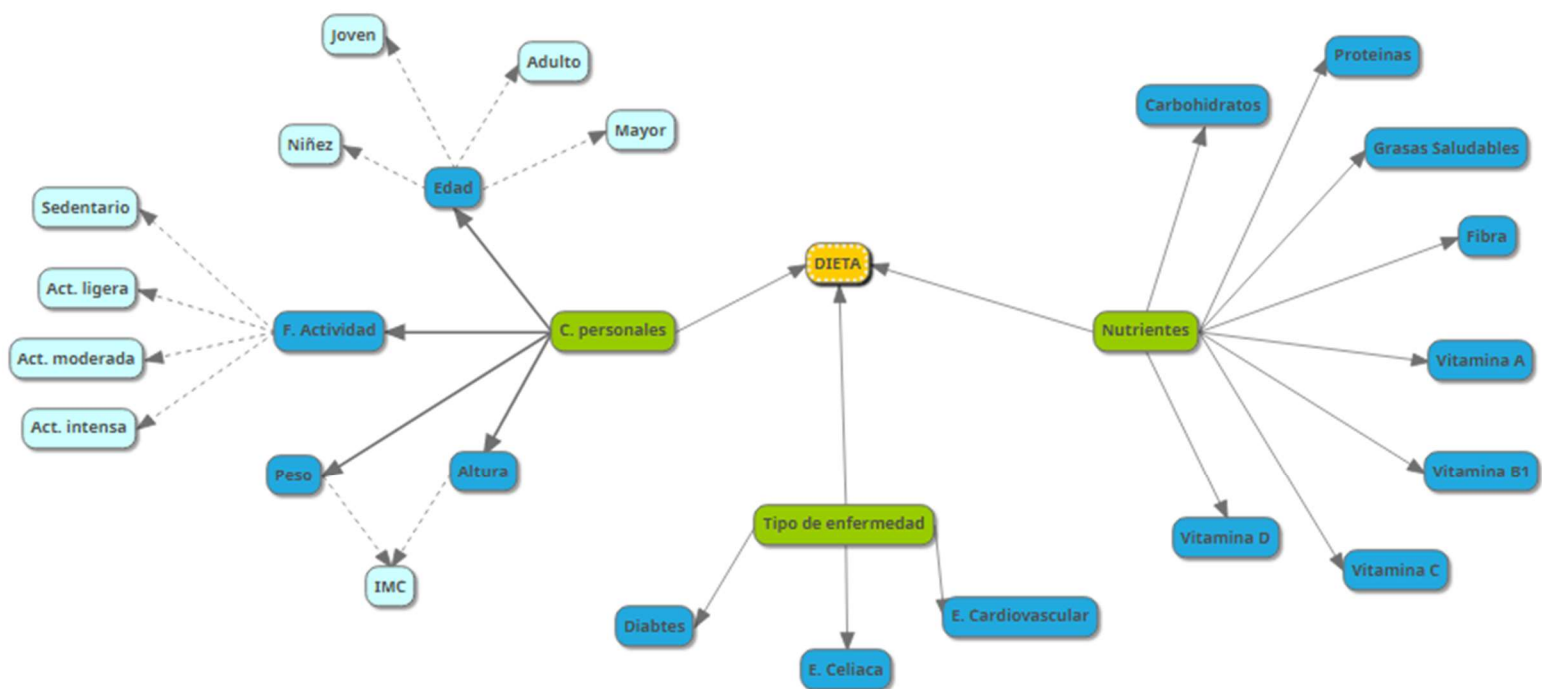 Joven
Adulto
Mayor
Niñez
Edad
Sedentario
Act. ligera
F. Actividad
Act. moderada
Act. intensa
C. personales
Peso
Altura
IMC
DIETA
Tipo de enfermedad
Diabtes
E. Celiaca
E. Cardiovascular
Nutrientes
Carbohidratos
Proteinas
Grasas Saludables
Fibra
Vitamina A
Vitamina B1
Vitamina C
Vitamina D